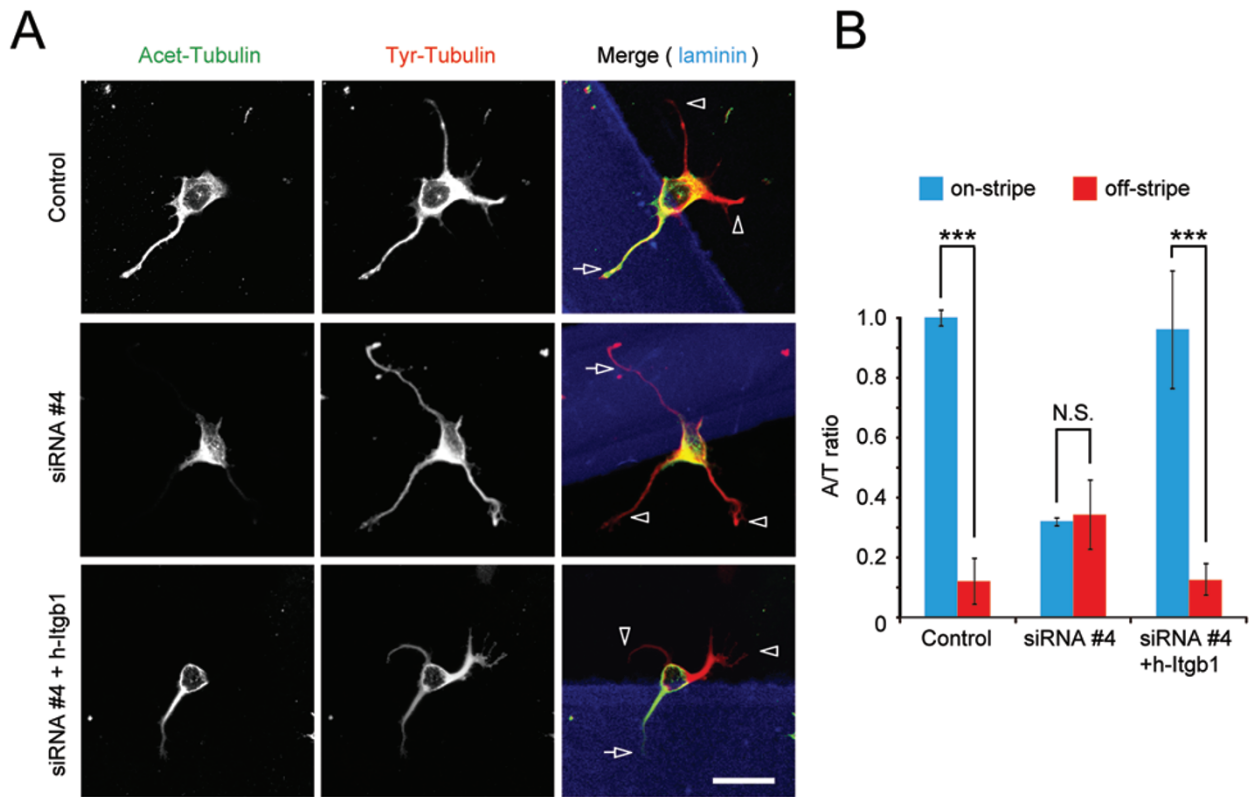 A
B
Acet-Tubulin
Tyr-Tubulin
Merge ( laminin )
Control
siRNA #4
siRNA #4 + h-Itgb1
on-stripe
off-stripe
***
***
N.S.
A/T ratio
1.0
0.8
0.6
0.4
0.2
0
Control
siRNA #4
siRNA #4
+h-Itgb1